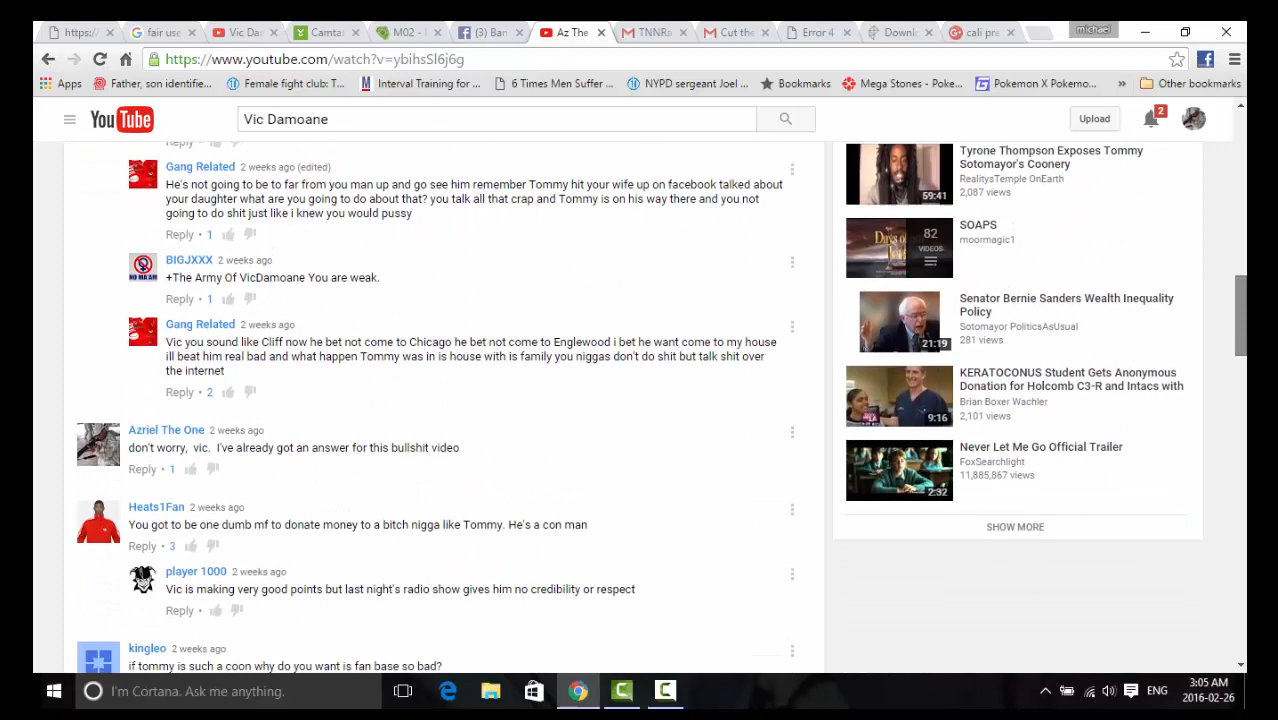 https:/
fair use
Vic Da
Camta
M02 -
(3) Ban
Az The
TNNRa
Cut the
Error 4
Downlo
cali pre
michael
https://www.youtube.com/watch?v=ybihsSl6j6g
Apps
Father, son identifie...
Female fight club: T...
Interval Training for ...
6 Times Men Suffer ...
NYPD sergeant Joel ...
Bookmarks
Mega Stones - Poke...
Pokemon X Pokemo...
»
Other bookmarks
YouTube
Vic Damoane
Upload
2
Reply
Gang Related 2 weeks ago (edited)
He's not going to be to far from you man up and go see him remember Tommy hit your wife up on facebook talked about
your daughter what are you going to do about that? you talk all that crap and Tommy is on his way there and you not
going to do shit just like i knew you would pussy
Reply • 1
BIGJXXX 2 weeks ago
+The Army Of VicDamoane You are weak.
Reply • 1
NO MA'AM
Gang Related 2 weeks ago
Vic you sound like Cliff now he bet not come to Chicago he bet not come to Englewood i bet he want come to my house
ill beat him real bad and what happen Tommy was in is house with is family you niggas don't do shit but talk shit over
the internet
Reply • 2
Azriel The One 2 weeks ago
don't worry, vic. I've already got an answer for this bullshit video
Reply • 1
Heats1Fan 2 weeks ago
You got to be one dumb mf to donate money to a bitch nigga like Tommy. He's a con man
Reply • 3
player 1000 2 weeks ago
Vic is making very good points but last night's radio show gives him no credibility or respect
Reply •
kingleo 2 weeks ago
if tommy is such a coon why do you want is fan base so bad?
Tyrone Thompson Exposes Tommy
Sotomayor's Coonery
RealitysTemple OnEarth
2,087 views
59:41
SOAPS
moormagic1
82
VIDEOS
Senator Bernie Sanders Wealth Inequality
Policy
Sotomayor PoliticsAsUsual
281 views
21:19
KERATOCONUS Student Gets Anonymous
Donation for Holcomb C3-R and Intacs with
Brian Boxer Wachler
2,101 views
9:16
Never Let Me Go Official Trailer
FoxSearchlight
11,885,867 views
2:32
SHOW MORE
I'm Cortana. Ask me anything.
ENG
3:05 AM
2016-02-26